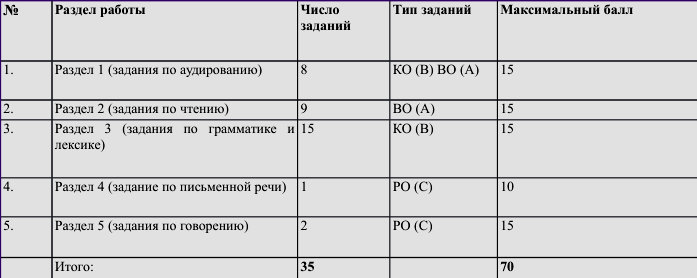 № Раздел работы Число заданий Тип заданий Максимальный балл
1. Раздел 1 (задания по аудированию) 8 КО (В) ВО (А) 15
2. Раздел 2 (задания по чтению) 9 ВО (А) 15
3. Раздел 3 (задания по грамматике и лексике) 15 КО (В) 15
4. Раздел 4 (задание по письменной речи) 1 РО (С) 10
5. Раздел 5 (задания по говорению) 2 РО (С) 15
Итого: 35 70